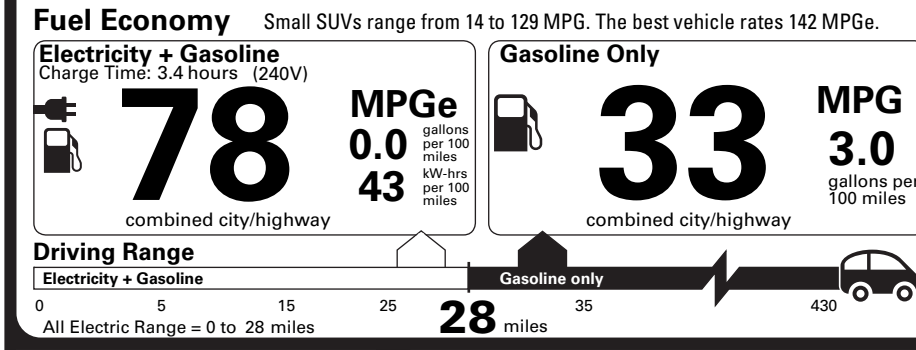 Fuel Economy Small SUVs range from 14 to 129 MPG. The best vehicle rates 142 MPGe.
Electricity + Gasoline
Charge Time: 3.4 hours (240V)
78
MPGe
0.0 gallons per 100 miles
43 kW-hrs per 100 miles
combined city/highway
Gasoline Only
33
MPG
3.0
gallons per
100 miles
combined city/highway
Driving Range
Electricity + Gasoline Gasoline only
0 5 15 25 28 miles 35 430
All Electric Range = 0 to 28 miles